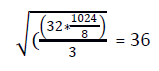 √((32*1024/8)/3 = 36